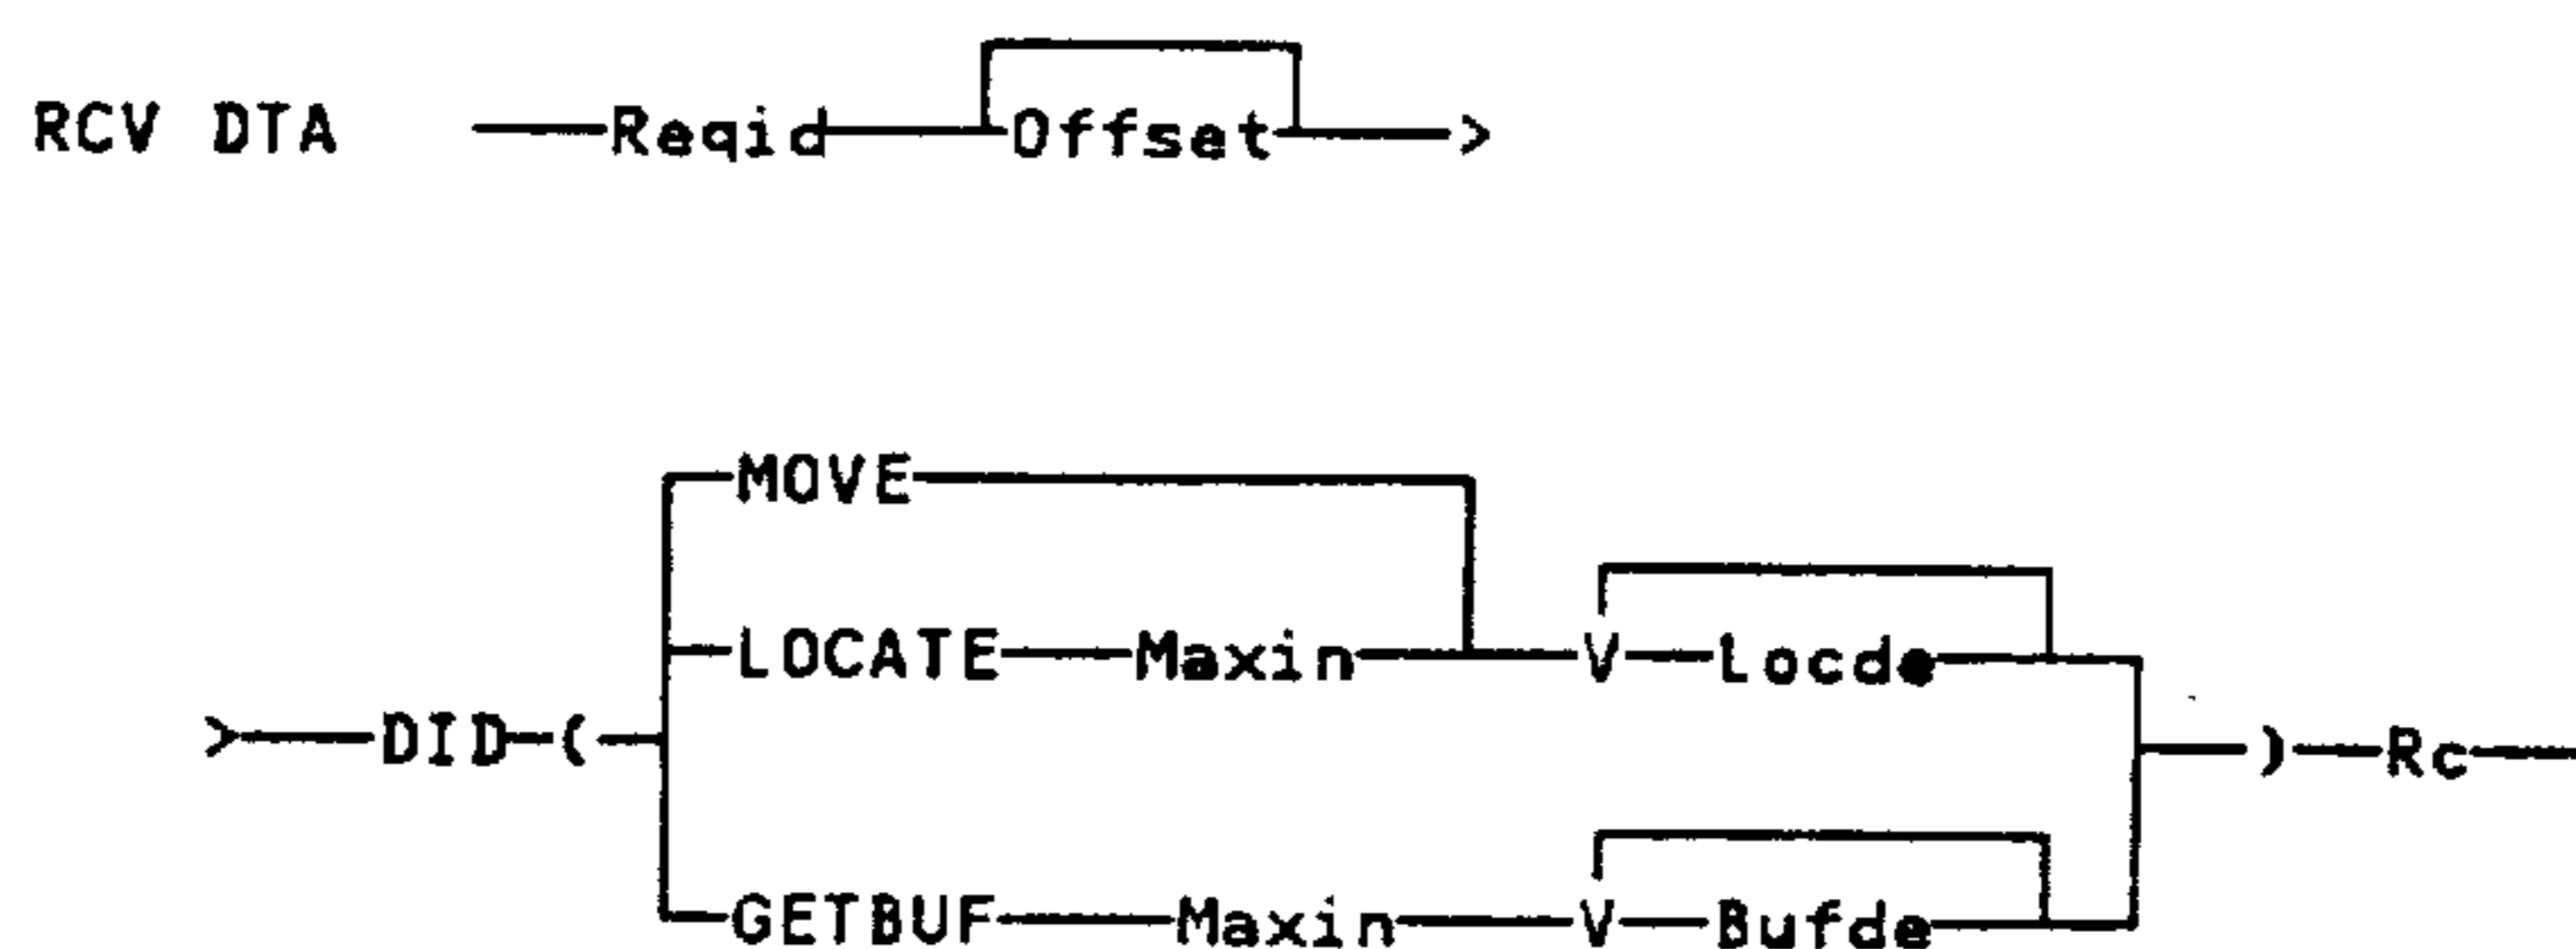 RCV DTA Reqid Offset >
MOVE
LOCATE Maxin V Locde
> DID ( ) Rc
GETBUF Maxin V Bufde